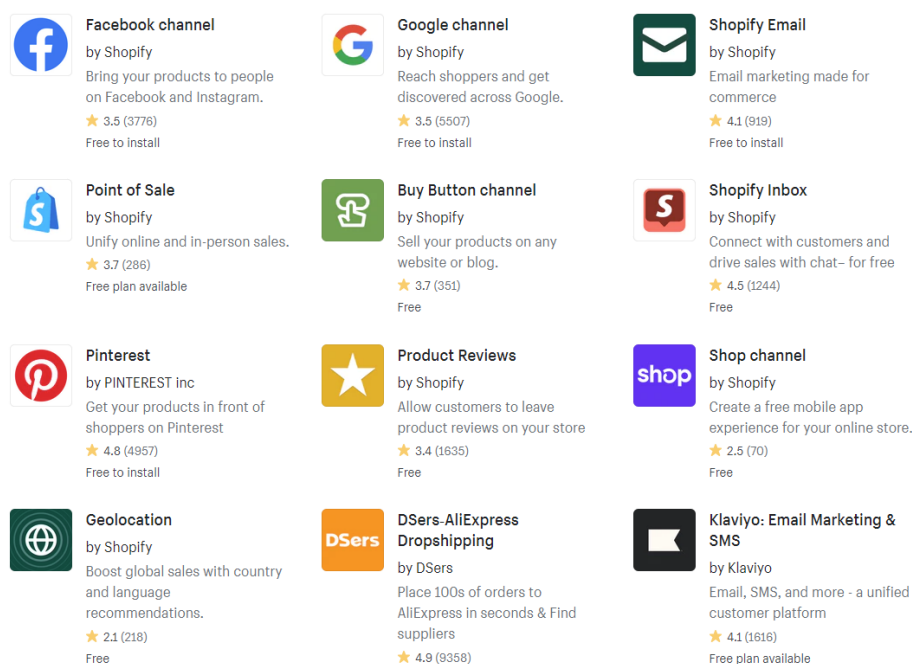 Facebook channel
by Shopify
Bring your products to people
on Facebook and Instagram.
3.5 (3776)
Free to install
Google channel
by Shopify
Reach shoppers and get
discovered across Google.
3.5 (5507)
Free to install
Shopify Email
by Shopify
Email marketing made for
commerce
4.1 (919)
Free to install
S
Point of Sale
by Shopify
Unify online and in-person sales.
3.7 (286)
Free plan available
Buy Button channel
by Shopify
Sell your products on any
website or blog.
3.7 (351)
Free
S
Shopify Inbox
by Shopify
Connect with customers and
drive sales with chat– for free
4.5 (1244)
Free
Pinterest
by PINTEREST inc
Get your products in front of
shoppers on Pinterest
4.8 (4957)
Free to install
Product Reviews
by Shopify
Allow customers to leave
product reviews on your store
3.4 (1635)
Free
shop
Shop channel
by Shopify
Create a free mobile app
experience for your online store.
2.5 (70)
Free
Geolocation
by Shopify
Boost global sales with country
and language
recommendations.
2.1 (218)
Free
DSers
DSers-AliExpress
Dropshipping
by DSers
Place 100s of orders to
AliExpress in seconds & Find
suppliers
4.9 (9358)
Klaviyo: Email Marketing &
SMS
by Klaviyo
Email, SMS, and more - a unified
customer platform
4.1 (1616)
Free plan available